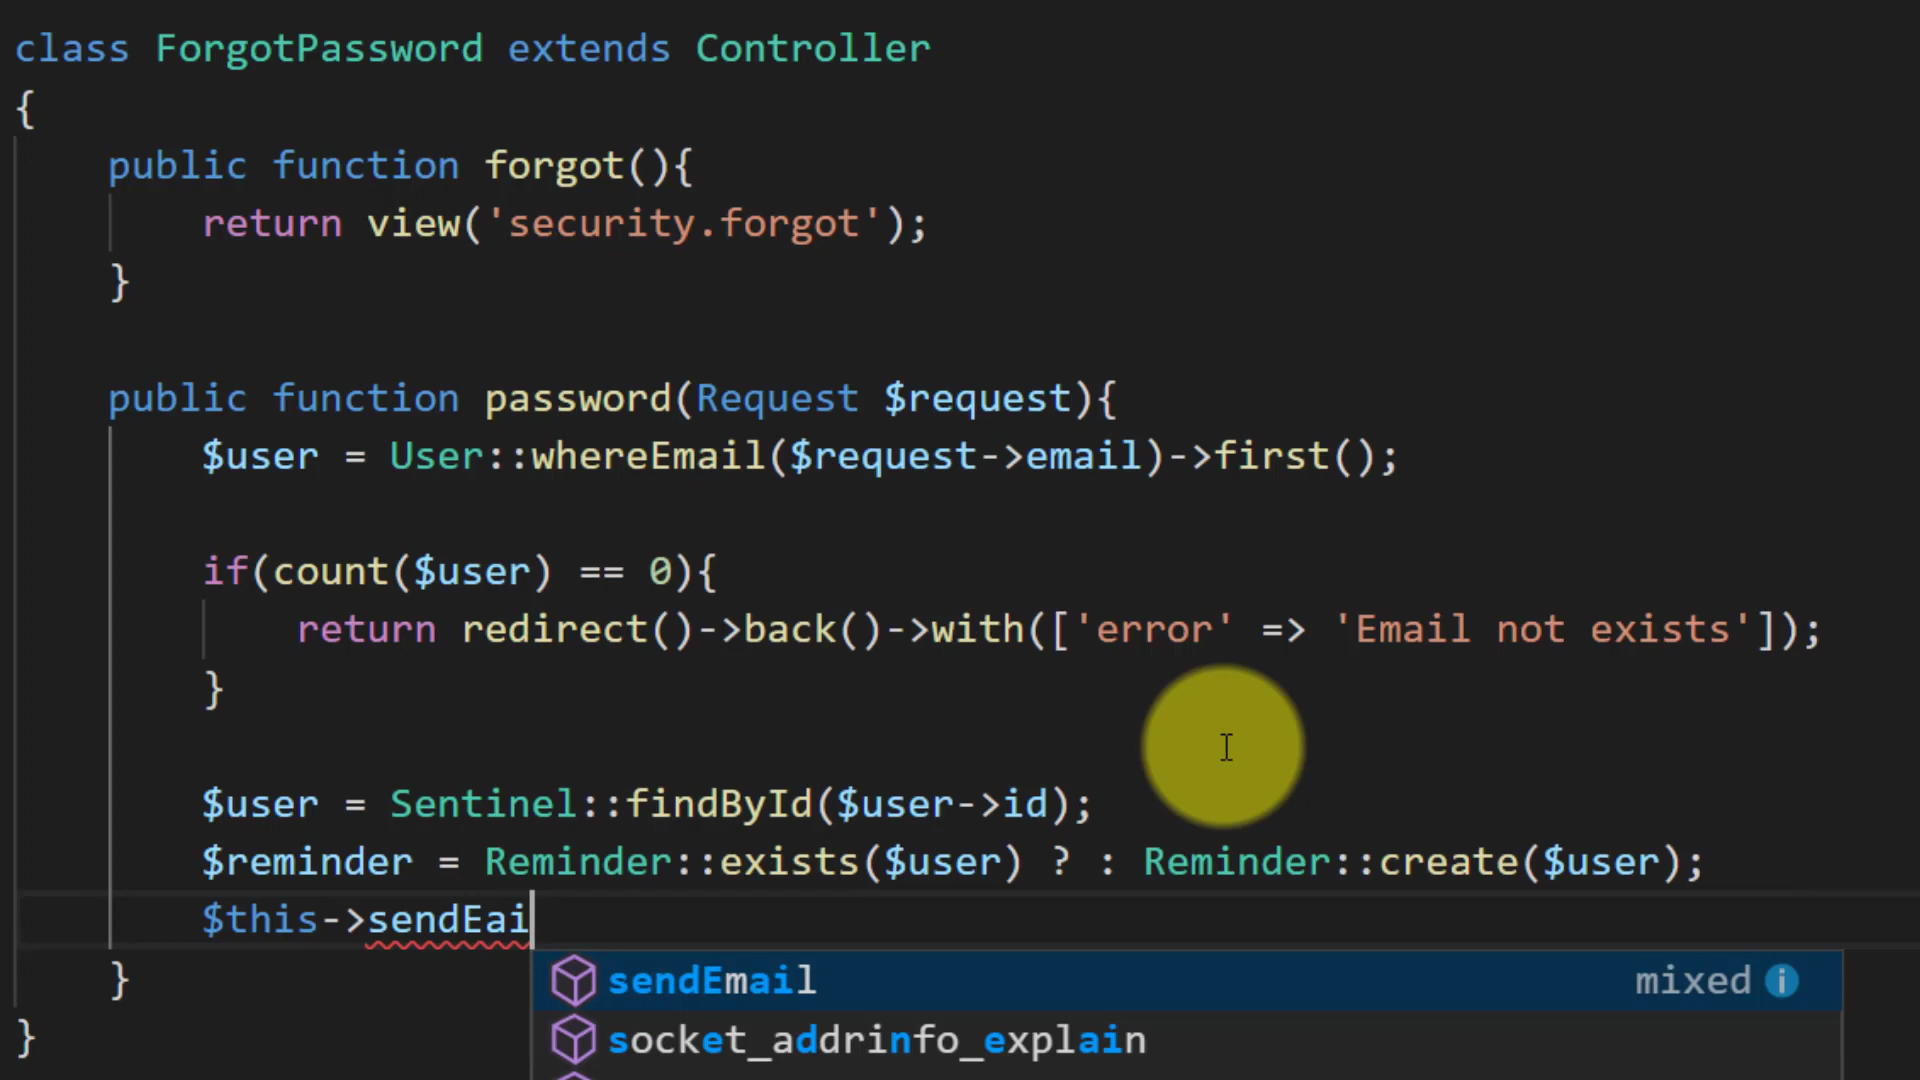 class ForgotPassword extends Controller
{
    public function forgot(){
        return view('security.forgot');
    }

    public function password(Request $request){
        $user = User::whereEmail($request->email)->first();

        if(count($user) == 0){
            return redirect()->back()->with(['error' => 'Email not exists']);
        }

        $user = Sentinel::findById($user->id);
        $reminder = Reminder::exists($user) ? : Reminder::create($user);
        $this->sendEai
sendEmail mixed i
socket_addrinfo_explain
    }
}